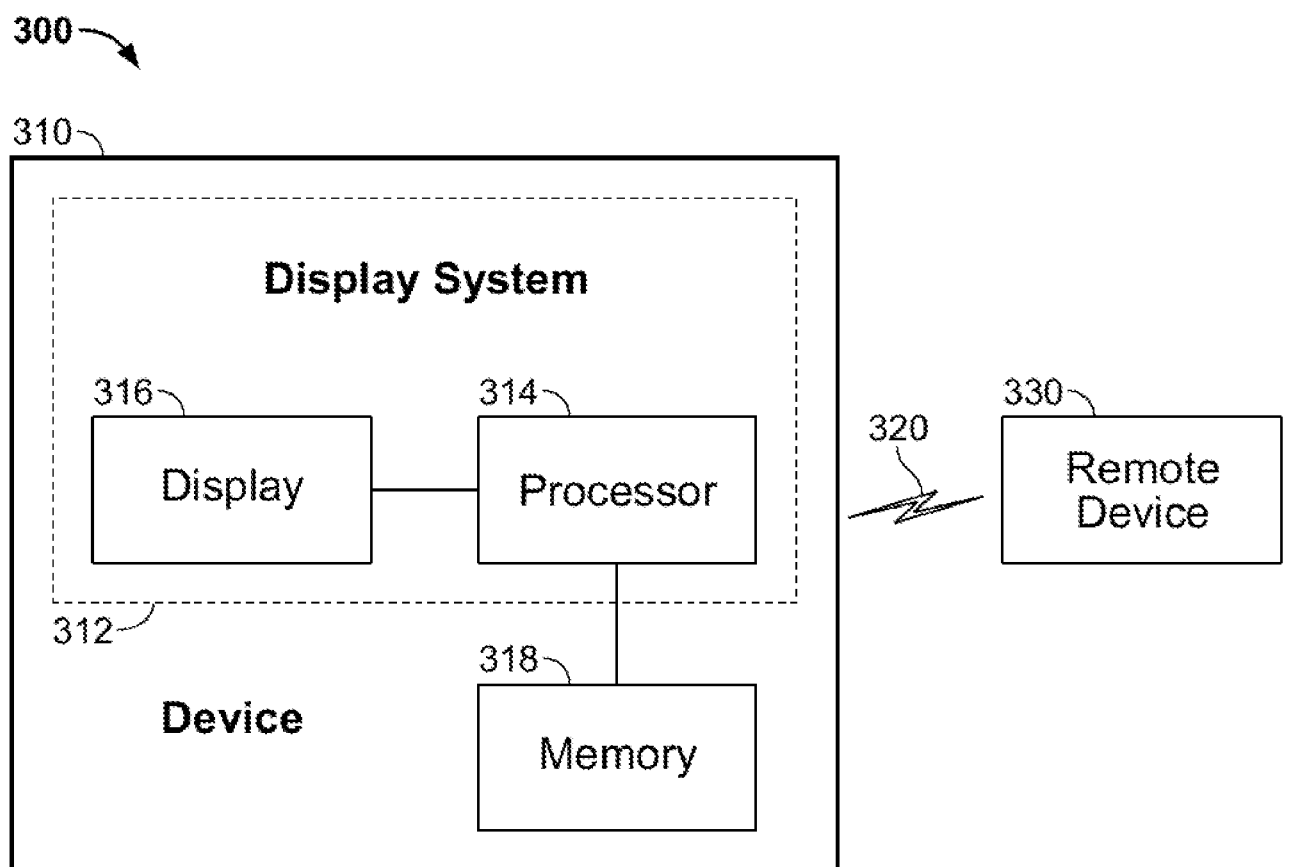 300
310
Display System
316
314
320
330
Display
Processor
Remote
Device
312
318
Device
Memory